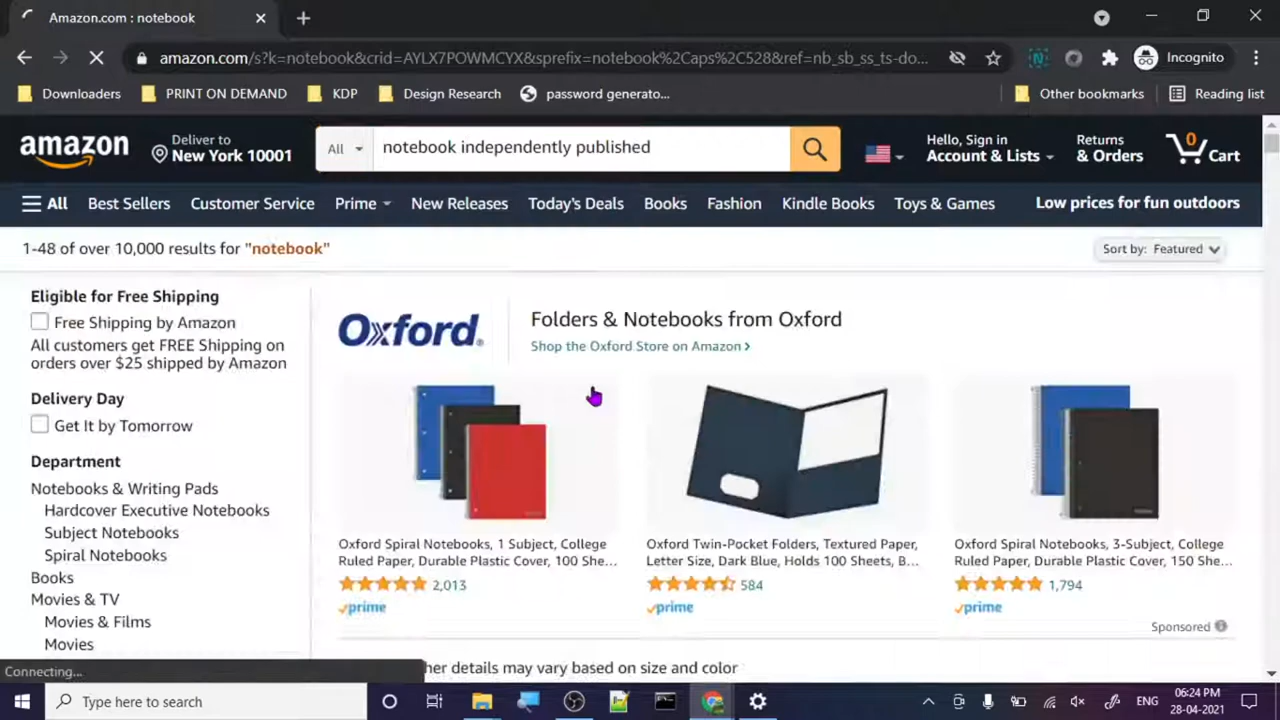 Amazon.com : notebook
amazon.com/s?k=notebook&crid=AYLX7POWMCYX&sprefix=notebook%2Caps%2C528&ref=nb_sb_ss_ts-do...
Incognito
Downloaders
PRINT ON DEMAND
KDP
Design Research
password generato...
Other bookmarks
Reading list
amazon
Deliver to
New York 10001
All
notebook independently published
Hello, Sign in
Account & Lists
Returns
& Orders
0
Cart
All
Best Sellers
Customer Service
Prime
New Releases
Today's Deals
Books
Fashion
Kindle Books
Toys & Games
Low prices for fun outdoors
1-48 of over 10,000 results for "notebook"
Sort by: Featured
Eligible for Free Shipping
Free Shipping by Amazon
All customers get FREE Shipping on
orders over $25 shipped by Amazon
Delivery Day
Get It by Tomorrow
Department
Notebooks & Writing Pads
Hardcover Executive Notebooks
Subject Notebooks
Spiral Notebooks
Books
Movies & TV
Movies & Films
Movies
Oxford
Folders & Notebooks from Oxford
Shop the Oxford Store on Amazon ›
Oxford Spiral Notebooks, 1 Subject, College
Ruled Paper, Durable Plastic Cover, 100 She...
2,013
prime
Oxford Twin-Pocket Folders, Textured Paper,
Letter Size, Dark Blue, Holds 100 Sheets, B...
584
prime
Oxford Spiral Notebooks, 3-Subject, College
Ruled Paper, Durable Plastic Cover, 150 She...
1,794
prime
Sponsored
her details may vary based on size and color
Connecting...
Type here to search
ENG
06:24 PM
28-04-2021